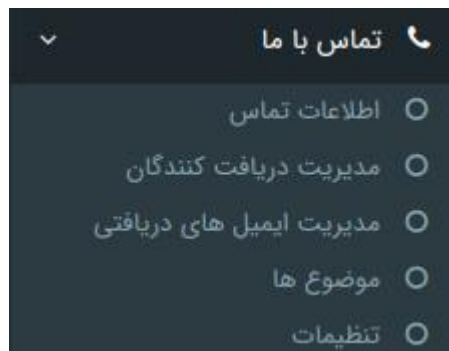 تماس با ما
اطلاعات تماس
مدیریت دریافت کنندگان
مدیریت ایمیل های دریافتی
موضوع ها
تنظیمات